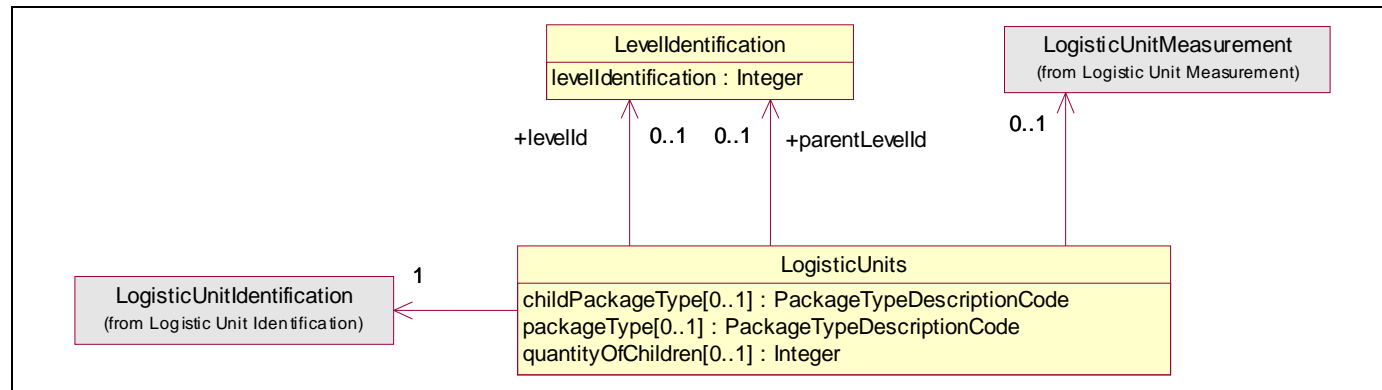 LevelIdentification
levelIdentification : Integer
LogisticUnitMeasurement
(from Logistic Unit Measurement)
+levelId
0..1
0..1
+parentLevelId
0..1
LogisticUnitIdentification
(from Logistic Unit Identification)
1
LogisticUnits
childPackageType[0..1] : PackageTypeDescriptionCode
packageType[0..1] : PackageTypeDescriptionCode
quantityOfChildren[0..1] : Integer